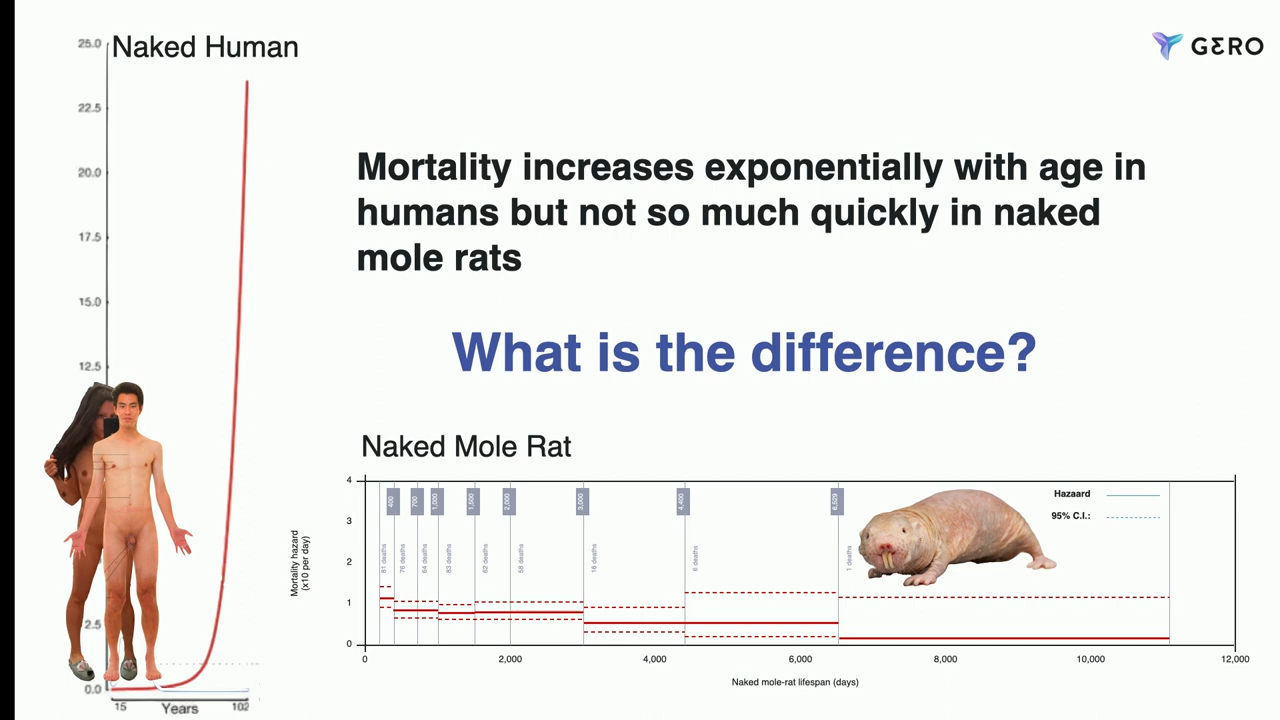 25.0
Naked Human
GERO
22.5
20.0
17.5
15.0
12.5
2.5
0.0
15
Years
102
Mortality increases exponentially with age in
humans but not so much quickly in naked
mole rats
What is the difference?
Naked Mole Rat
Mortality hazard
(x10 per day)
4
3
2
1
0
400
700
1,000
1,500
2,000
3,000
4,400
6,529
81 deaths
76 deaths
64 deaths
83 deaths
62 deaths
58 deaths
16 deaths
6 deaths
1 deaths
Hazaard
95% C.I.:
0
2,000
4,000
6,000
8,000
10,000
12,000
Naked mole-rat lifespan (days)